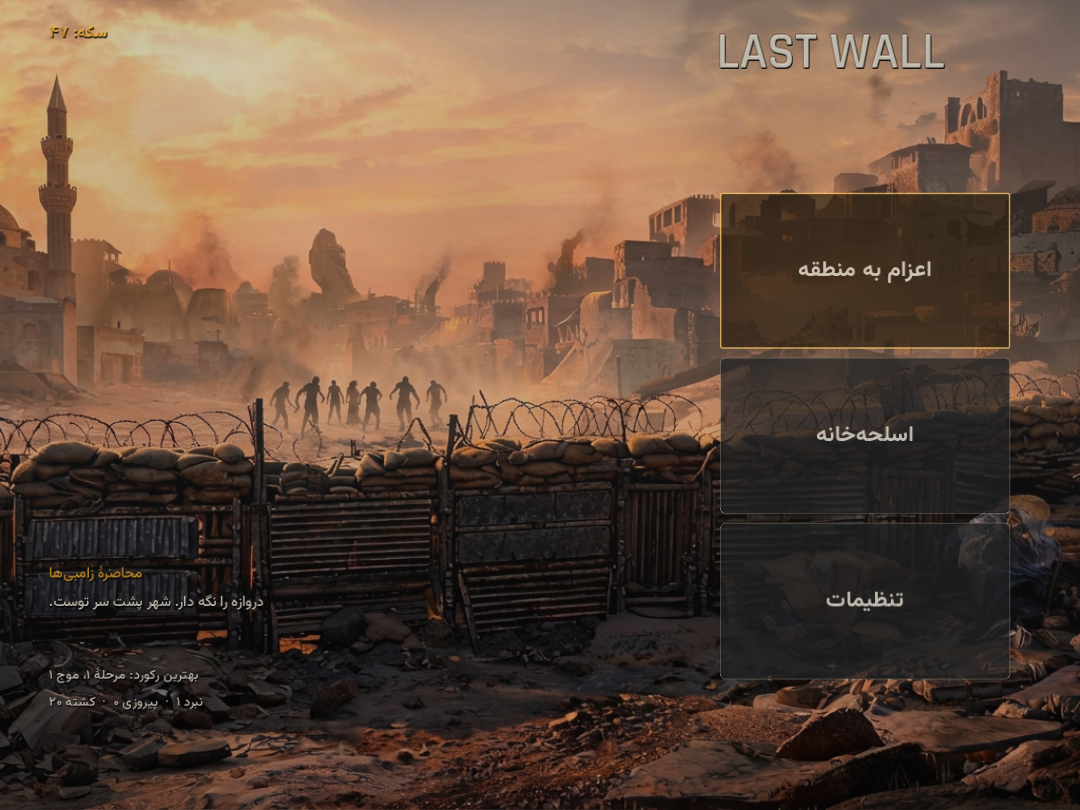 سکه: ۴۷
LAST WALL
اعزام به منطقه
اسلحه‌خانه
تنظیمات
محاصرهٔ زامبی‌ها
دروازه را نگه دار. شهر پشت سر توست.
بهترین رکورد: مرحلهٔ ۱، موج ۱
نبرد ۱ · پیروزی ۰ · کشته ۲۰